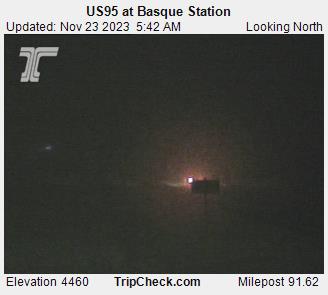 US95 at Basque Station
Updated: Nov 23 2023 5:42 AM Looking North
Elevation 4460 TripCheck.com Milepost 91.62